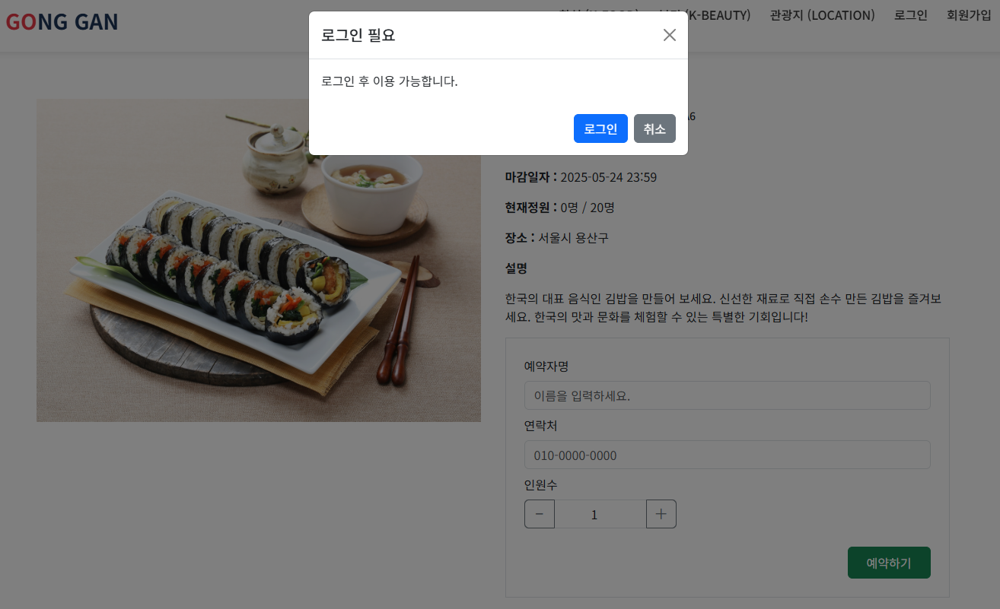 GONG GAN
(K-BEAUTY) 관광지 (LOCATION) 로그인 회원가입
로그인 필요
로그인 후 이용 가능합니다.
로그인 취소
마감일자 : 2025-05-24 23:59
현재정원 : 0명 / 20명
장소 : 서울시 용산구
설명
한국의 대표 음식인 김밥을 만들어 보세요. 신선한 재료로 직접 손수 만든 김밥을 즐겨보
세요. 한국의 맛과 문화를 체험할 수 있는 특별한 기회입니다!
예약자명
이름을 입력하세요.
연락처
010-0000-0000
인원수
− 1 +
예약하기